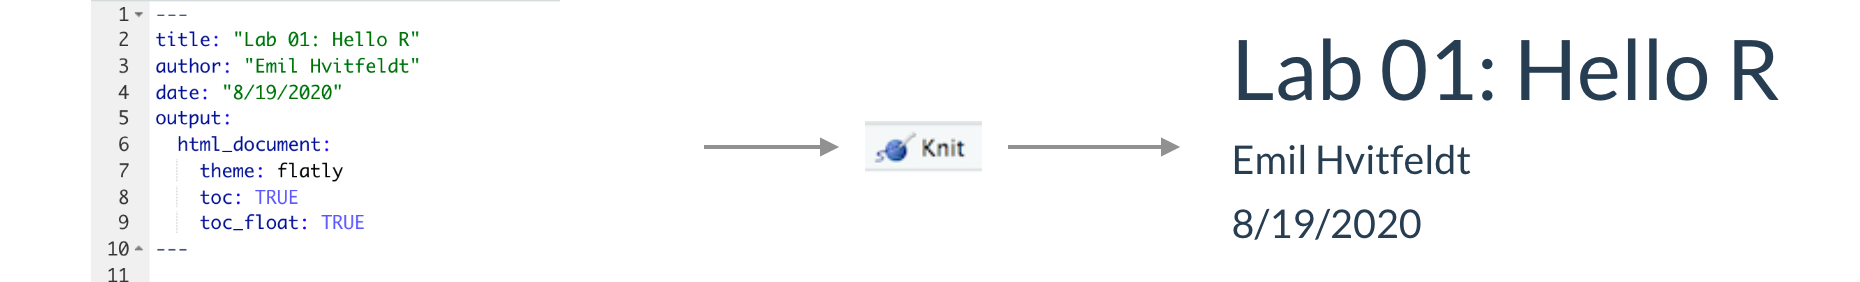 1 ---
2 title: "Lab 01: Hello R"
3 author: "Emil Hvitfeldt"
4 date: "8/19/2020"
5 output:
6   html_document:
7     theme: flatly
8     toc: TRUE
9     toc_float: TRUE
10 ---
11
Knit
Lab 01: Hello R
Emil Hvitfeldt
8/19/2020